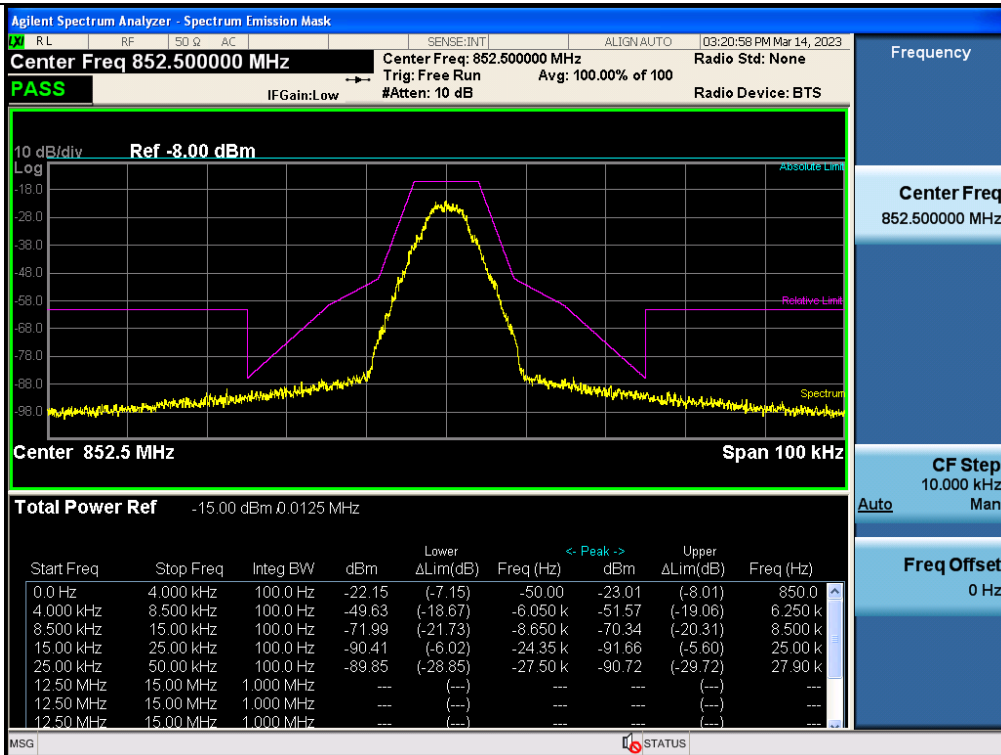 Agilent Spectrum Analyzer - Spectrum Emission Mask
LXI RL RF 50 Ω AC SENSE:INT ALIGN AUTO 03:20:58 PM Mar 14, 2023
Center Freq 852.500000 MHz
Center Freq: 852.500000 MHz
Radio Std: None
Trig: Free Run Avg: 100.00% of 100
PASS
IFGain:Low
#Atten: 10 dB
Radio Device: BTS
10 dB/div Ref -8.00 dBm
Log
Absolute Limit
-18.0
-28.0
-38.0
-48.0
-58.0
Relative Limit
-68.0
-78.0
-88.0
Spectrum
-98.0
Center 852.5 MHz Span 100 kHz
Total Power Ref -15.00 dBm / 0.0125 MHz
Lower <- Peak -> Upper
Start Freq Stop Freq Integ BW dBm ΔLim(dB) Freq (Hz) dBm ΔLim(dB) Freq (Hz)
0.0 Hz 4.000 kHz 100.0 Hz -22.15 (-7.15) -50.00 -23.01 (-8.01) 850.0
4.000 kHz 8.500 kHz 100.0 Hz -49.63 (-18.67) -6.050 k -51.57 (-19.06) 6.250 k
8.500 kHz 15.00 kHz 100.0 Hz -71.99 (-21.73) -8.650 k -70.34 (-20.31) 8.500 k
15.00 kHz 25.00 kHz 100.0 Hz -90.41 (-6.02) -24.35 k -91.66 (-5.60) 25.00 k
25.00 kHz 50.00 kHz 100.0 Hz -89.85 (-28.85) -27.50 k -90.72 (-29.72) 27.90 k
12.50 MHz 15.00 MHz 1.000 MHz --- (---) --- --- (---) ---
12.50 MHz 15.00 MHz 1.000 MHz --- (---) --- --- (---) ---
12.50 MHz 15.00 MHz 1.000 MHz --- (---) --- --- (---) ---
MSG STATUS
Frequency
Center Freq
852.500000 MHz
CF Step
10.000 kHz
Auto Man
Freq Offset
0 Hz